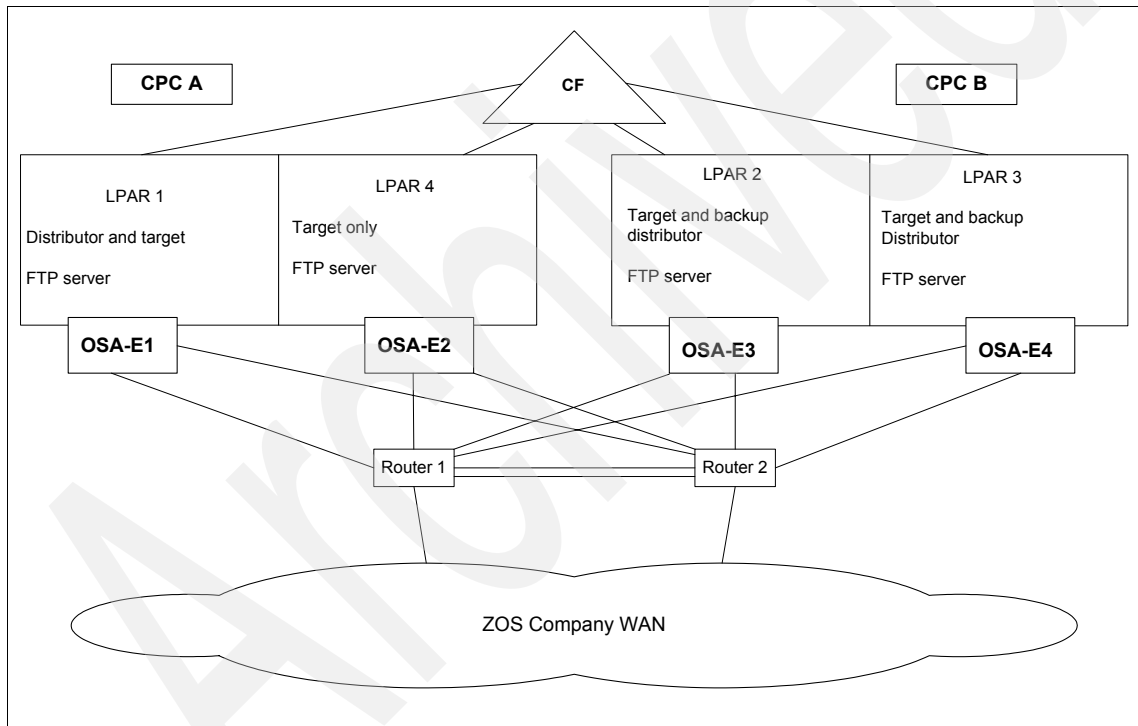 CPC A
CF
CPC B
LPAR 1
Distributor and target
FTP server
LPAR 4
Target only
FTP server
LPAR 2
Target and backup
distributor
FTP server
LPAR 3
Target and backup
Distributor
FTP server
OSA-E1
OSA-E2
OSA-E3
OSA-E4
Router 1
Router 2
ZOS Company WAN
Archived